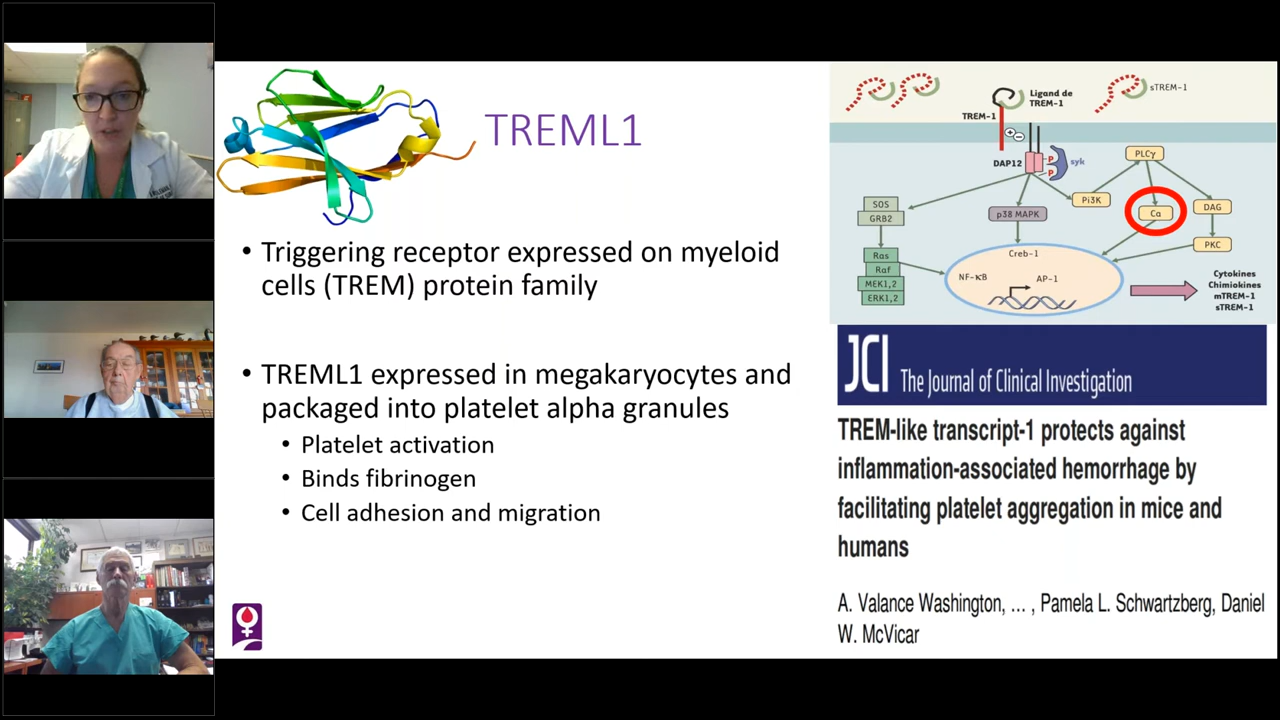 TREML1
• Triggering receptor expressed on myeloid
cells (TREM) protein family
• TREML1 expressed in megakaryocytes and
packaged into platelet alpha granules
• Platelet activation
• Binds fibrinogen
• Cell adhesion and migration
sTREM-1
Ligand de
TREM-1
TREM-1
DAP12
P
P
syk
PLCγ
SOS
GRB2
p38 MAPK
Pi3K
Ca
DAG
PKC
Ras
Raf
MEK1,2
ERK1,2
Creb-1
NF-κB
AP-1
Cytokines
Chimiokines
mTREM-1
sTREM-1
JCI The Journal of Clinical Investigation
TREM-like transcript-1 protects against
inflammation-associated hemorrhage by
facilitating platelet aggregation in mice and
humans
A. Valance Washington, ... , Pamela L. Schwartzberg, Daniel
W. McVicar